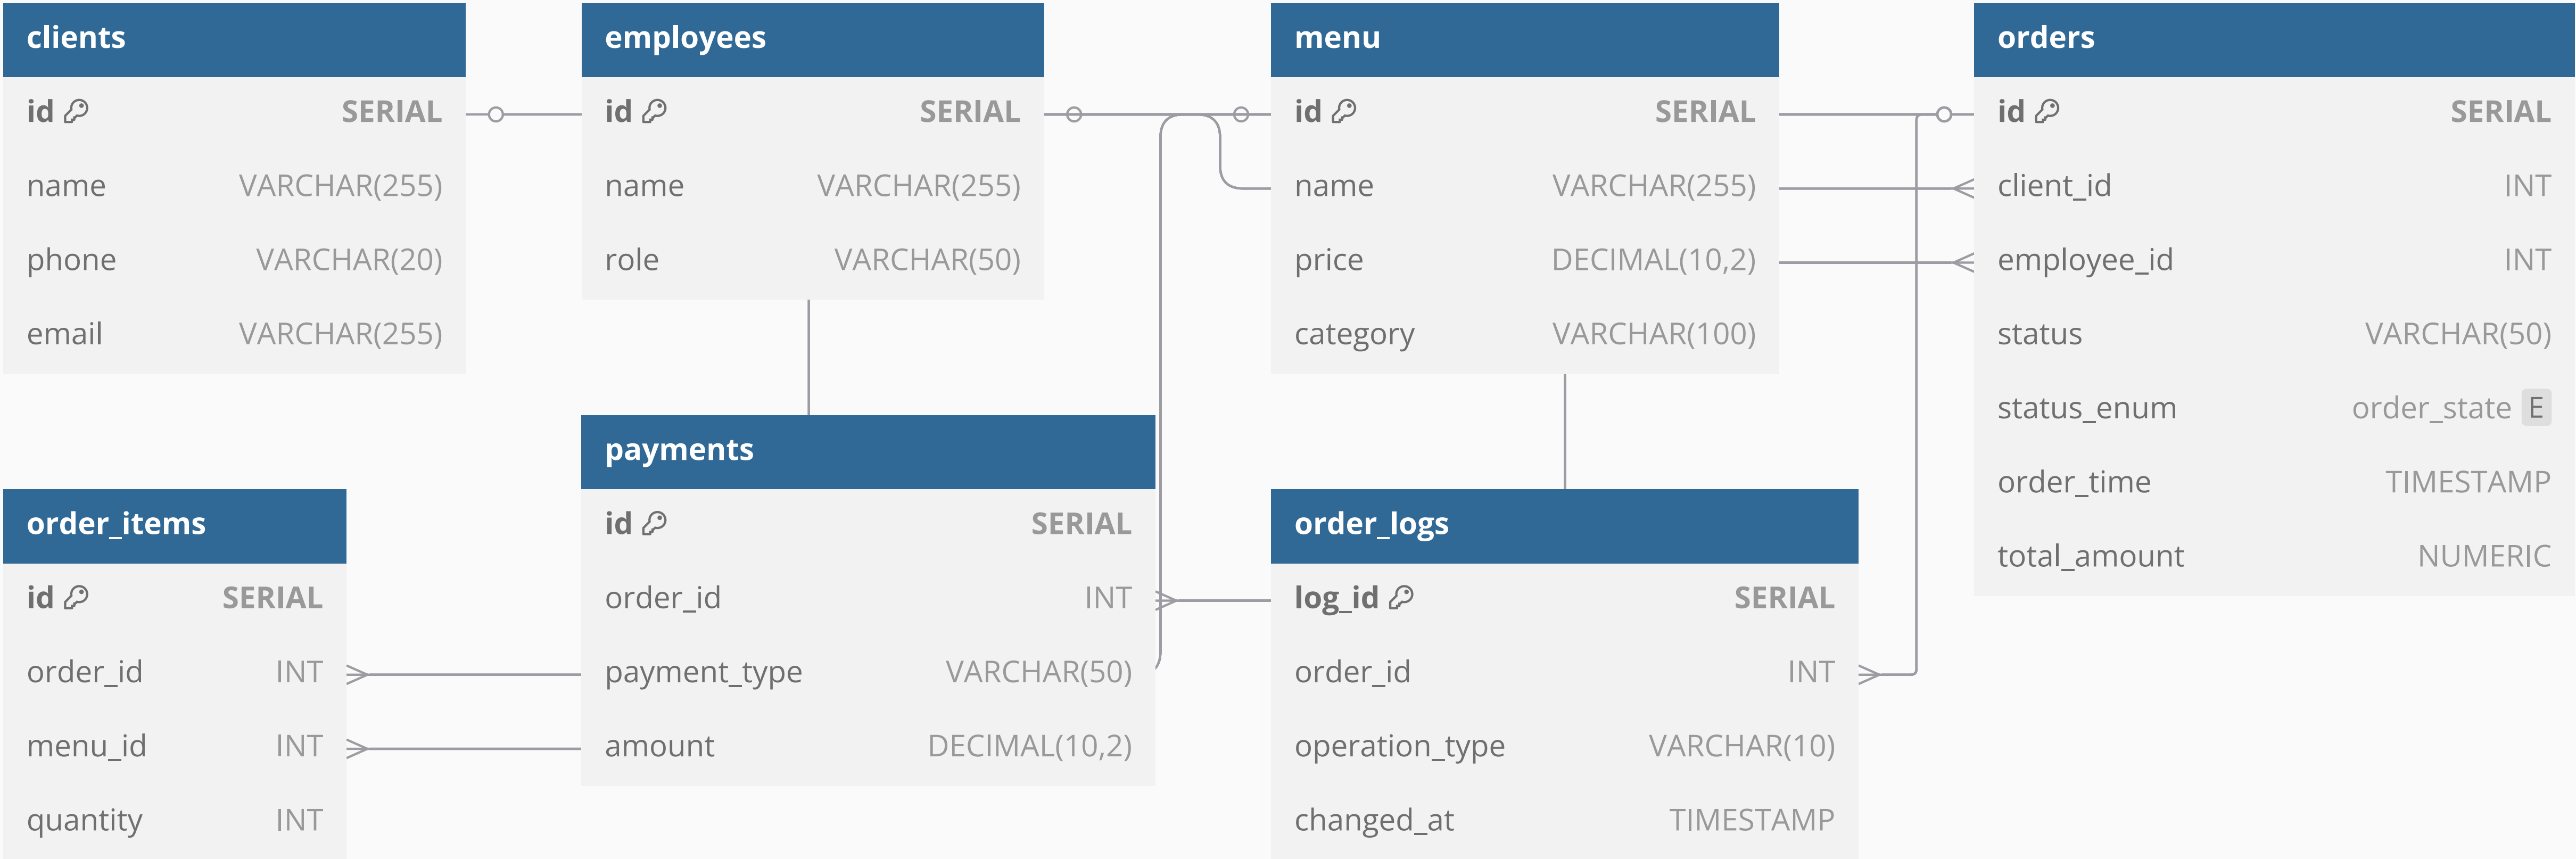 clients
id SERIAL
name VARCHAR(255)
phone VARCHAR(20)
email VARCHAR(255)
employees
id SERIAL
name VARCHAR(255)
role VARCHAR(50)
menu
id SERIAL
name VARCHAR(255)
price DECIMAL(10,2)
category VARCHAR(100)
orders
id SERIAL
client_id INT
employee_id INT
status VARCHAR(50)
status_enum order_state E
order_time TIMESTAMP
total_amount NUMERIC
order_items
id SERIAL
order_id INT
menu_id INT
quantity INT
payments
id SERIAL
order_id INT
payment_type VARCHAR(50)
amount DECIMAL(10,2)
order_logs
log_id SERIAL
order_id INT
operation_type VARCHAR(10)
changed_at TIMESTAMP